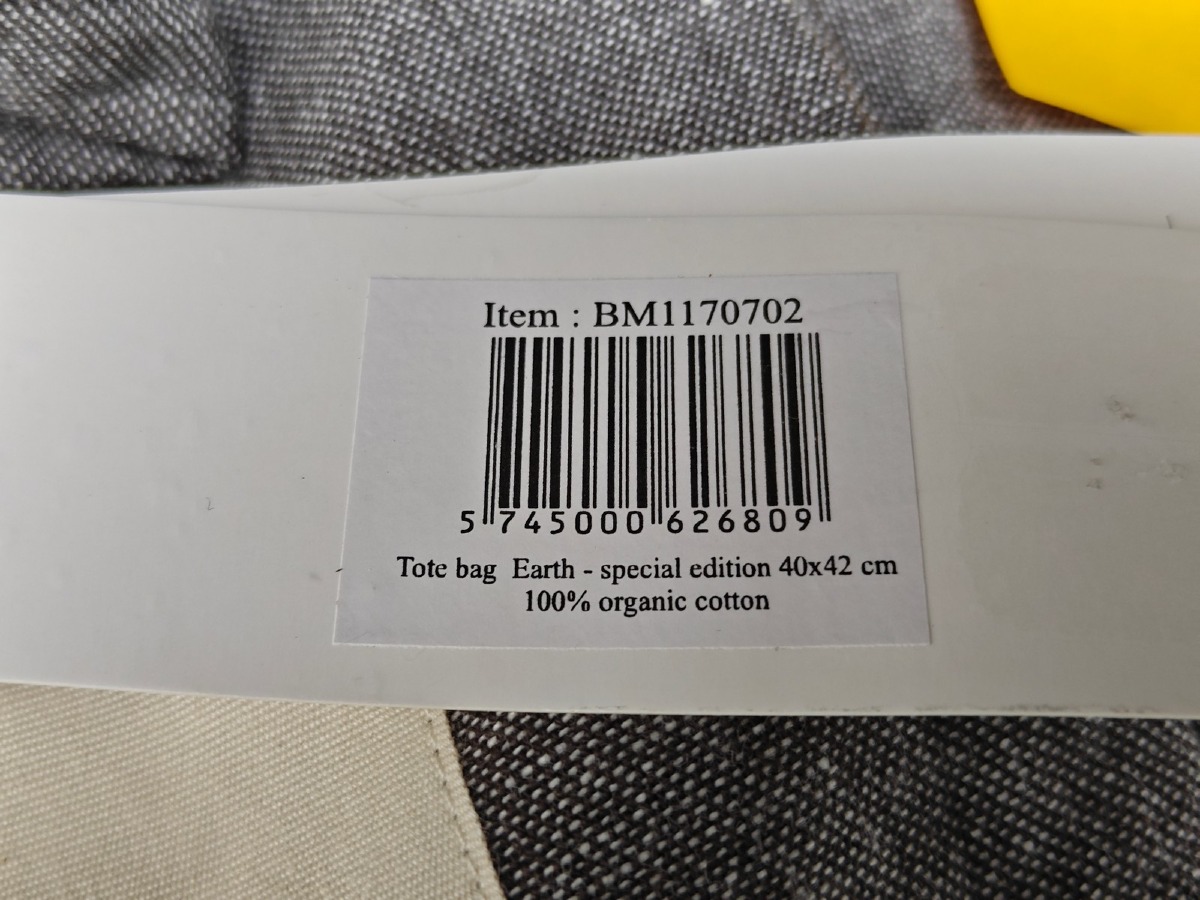 Item : BM1170702
5 745000 626809
Tote bag Earth - special edition 40x42 cm
100% organic cotton